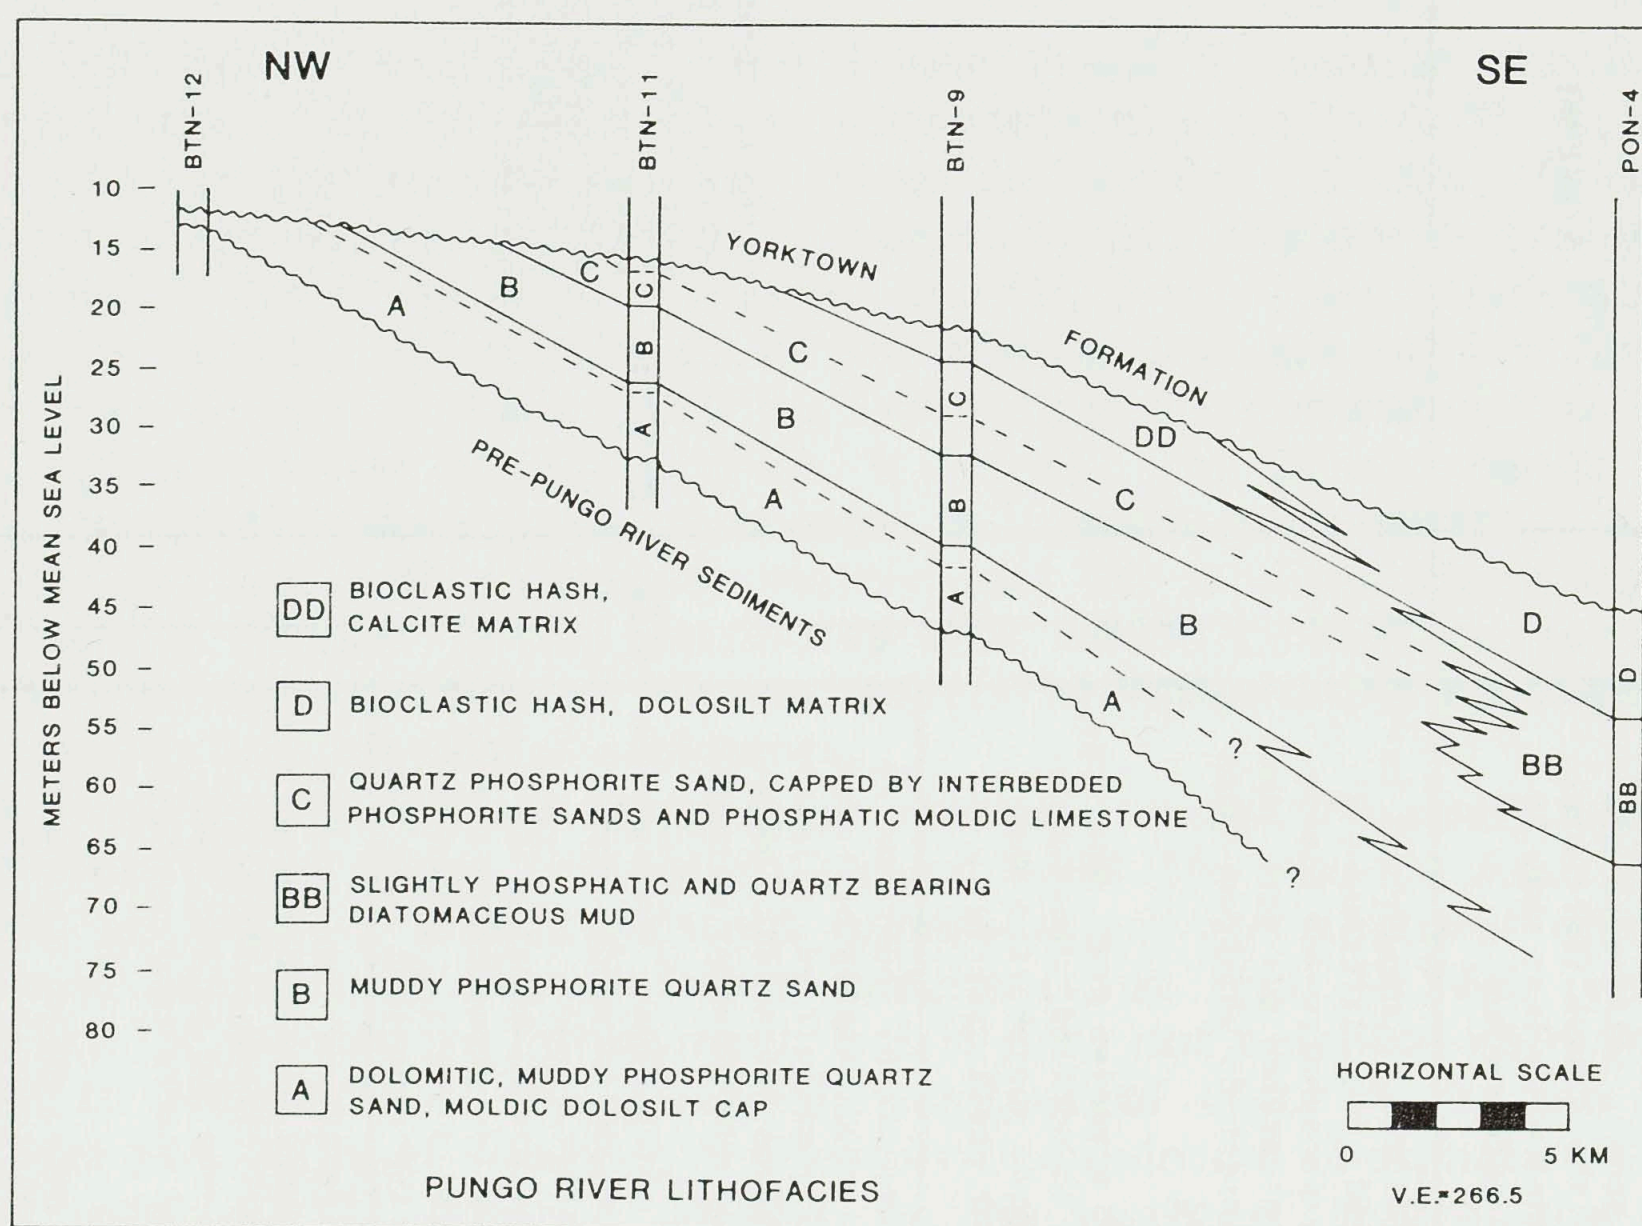 NW
SE
BTN-12
BTN-11
BTN-9
PON-4
METERS BELOW MEAN SEA LEVEL
10
15
20
25
30
35
40
45
50
55
60
65
70
75
80
YORKTOWN
FORMATION
PRE-PUNGO RIVER SEDIMENTS
A
B
C
C
B
A
C
B
A
C
B
A
DD
C
B
A
?
?
D
BB
D
BB
DD BIOCLASTIC HASH,
CALCITE MATRIX
D BIOCLASTIC HASH, DOLOSILT MATRIX
C QUARTZ PHOSPHORITE SAND, CAPPED BY INTERBEDDED
PHOSPHORITE SANDS AND PHOSPHATIC MOLDIC LIMESTONE
BB SLIGHTLY PHOSPHATIC AND QUARTZ BEARING
DIATOMACEOUS MUD
B MUDDY PHOSPHORITE QUARTZ SAND
A DOLOMITIC, MUDDY PHOSPHORITE QUARTZ
SAND, MOLDIC DOLOSILT CAP
PUNGO RIVER LITHOFACIES
HORIZONTAL SCALE
0 5 KM
V.E.=266.5